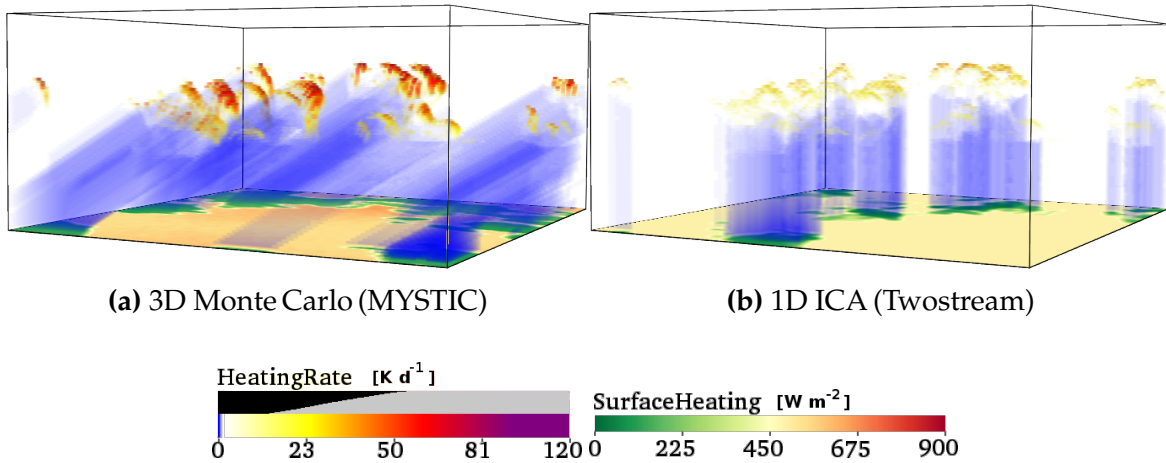 (a) 3D Monte Carlo (MYSTIC)
(b) 1D ICA (Twostream)
HeatingRate [K d⁻¹]
0 23 50 81 120
SurfaceHeating [W m⁻²]
0 225 450 675 900